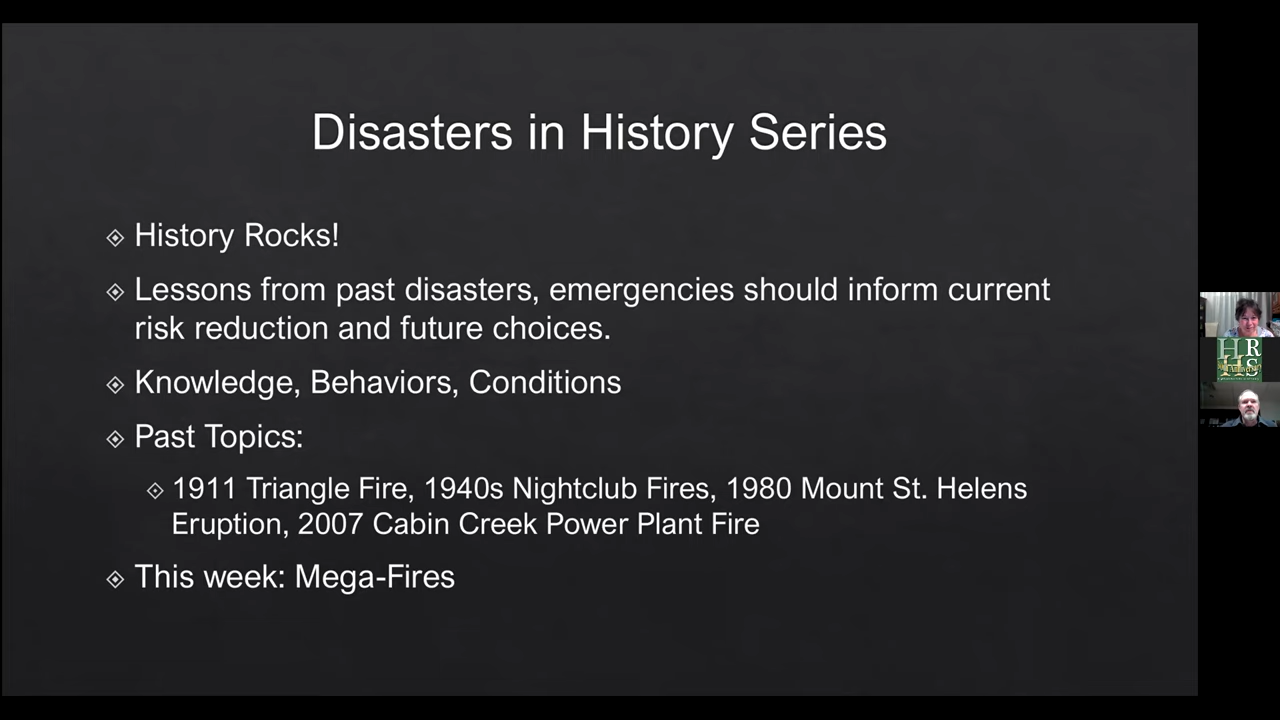 Disasters in History Series
History Rocks!
Lessons from past disasters, emergencies should inform current
risk reduction and future choices.
Knowledge, Behaviors, Conditions
Past Topics:
1911 Triangle Fire, 1940s Nightclub Fires, 1980 Mount St. Helens
Eruption, 2007 Cabin Creek Power Plant Fire
This week: Mega-Fires
H R
H S